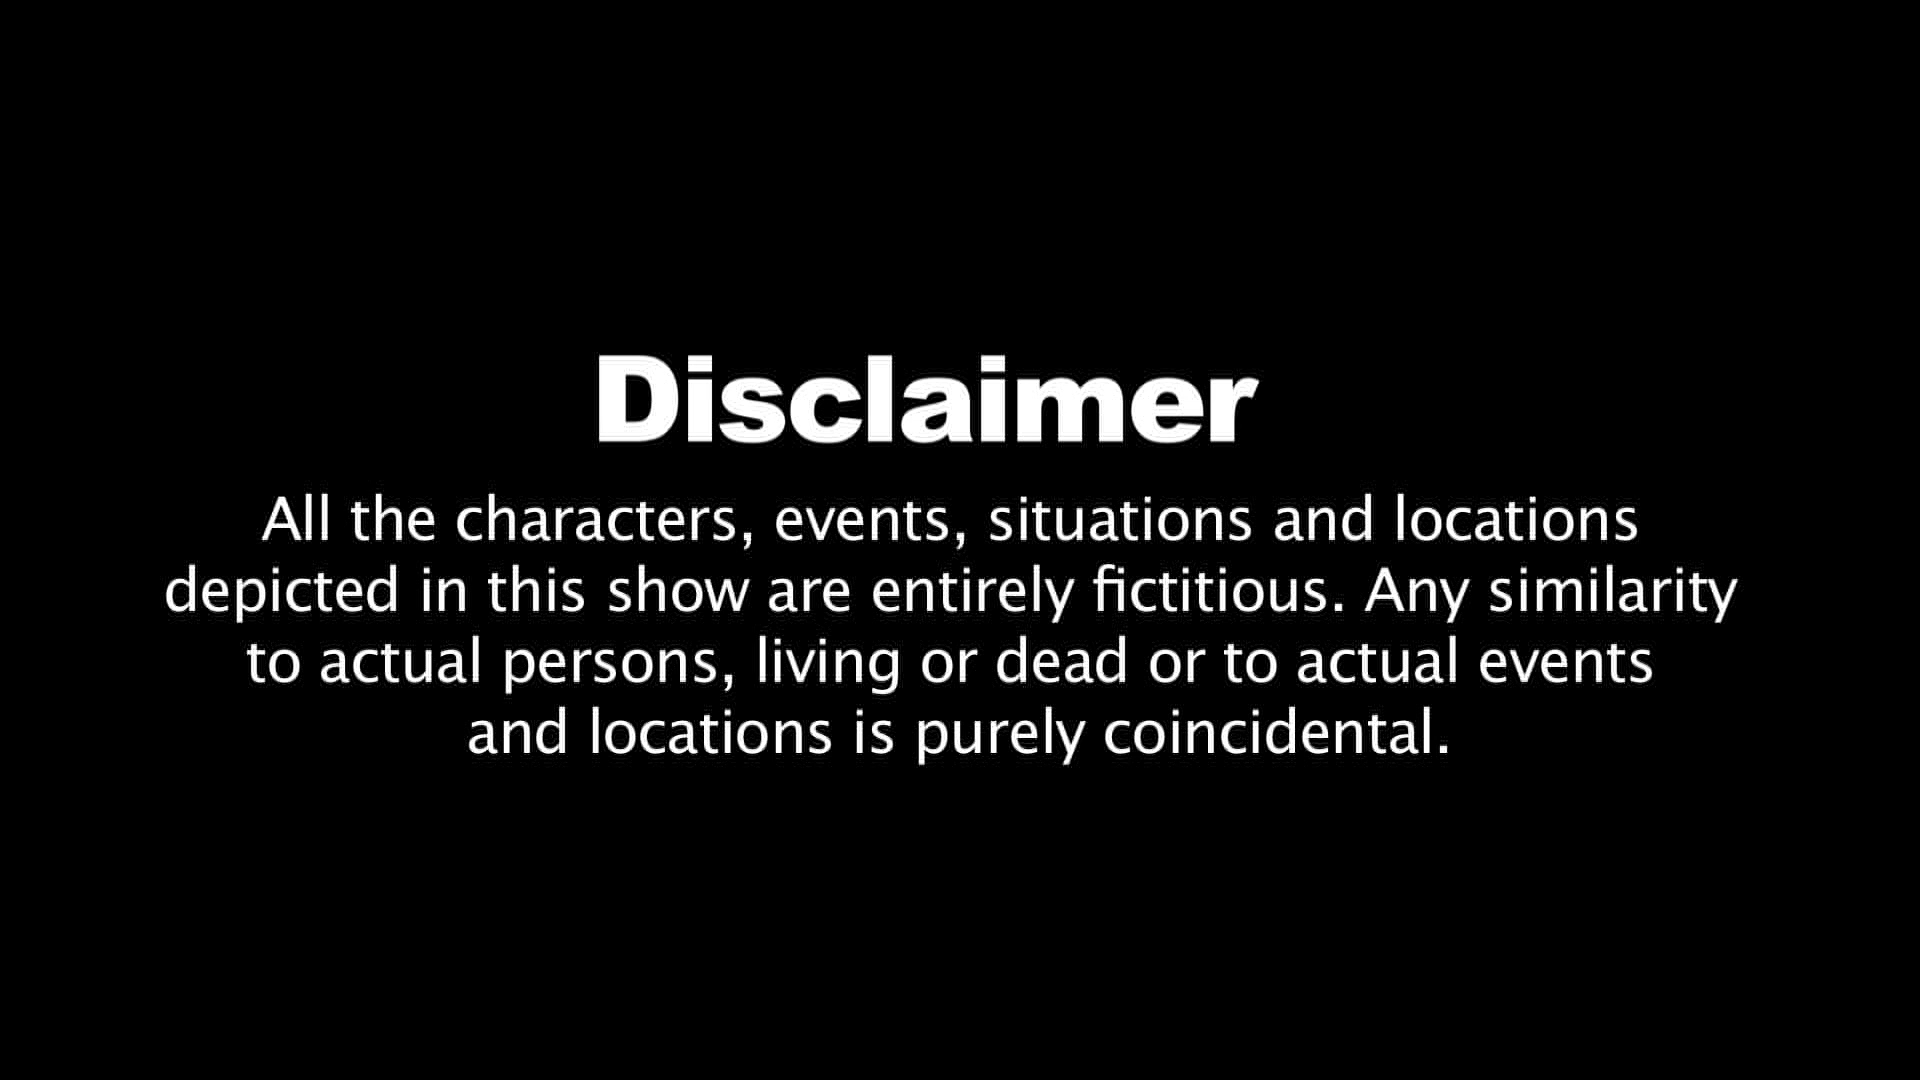 Disclaimer
All the characters, events, situations and locations
depicted in this show are entirely fictitious. Any similarity
to actual persons, living or dead or to actual events
and locations is purely coincidental.